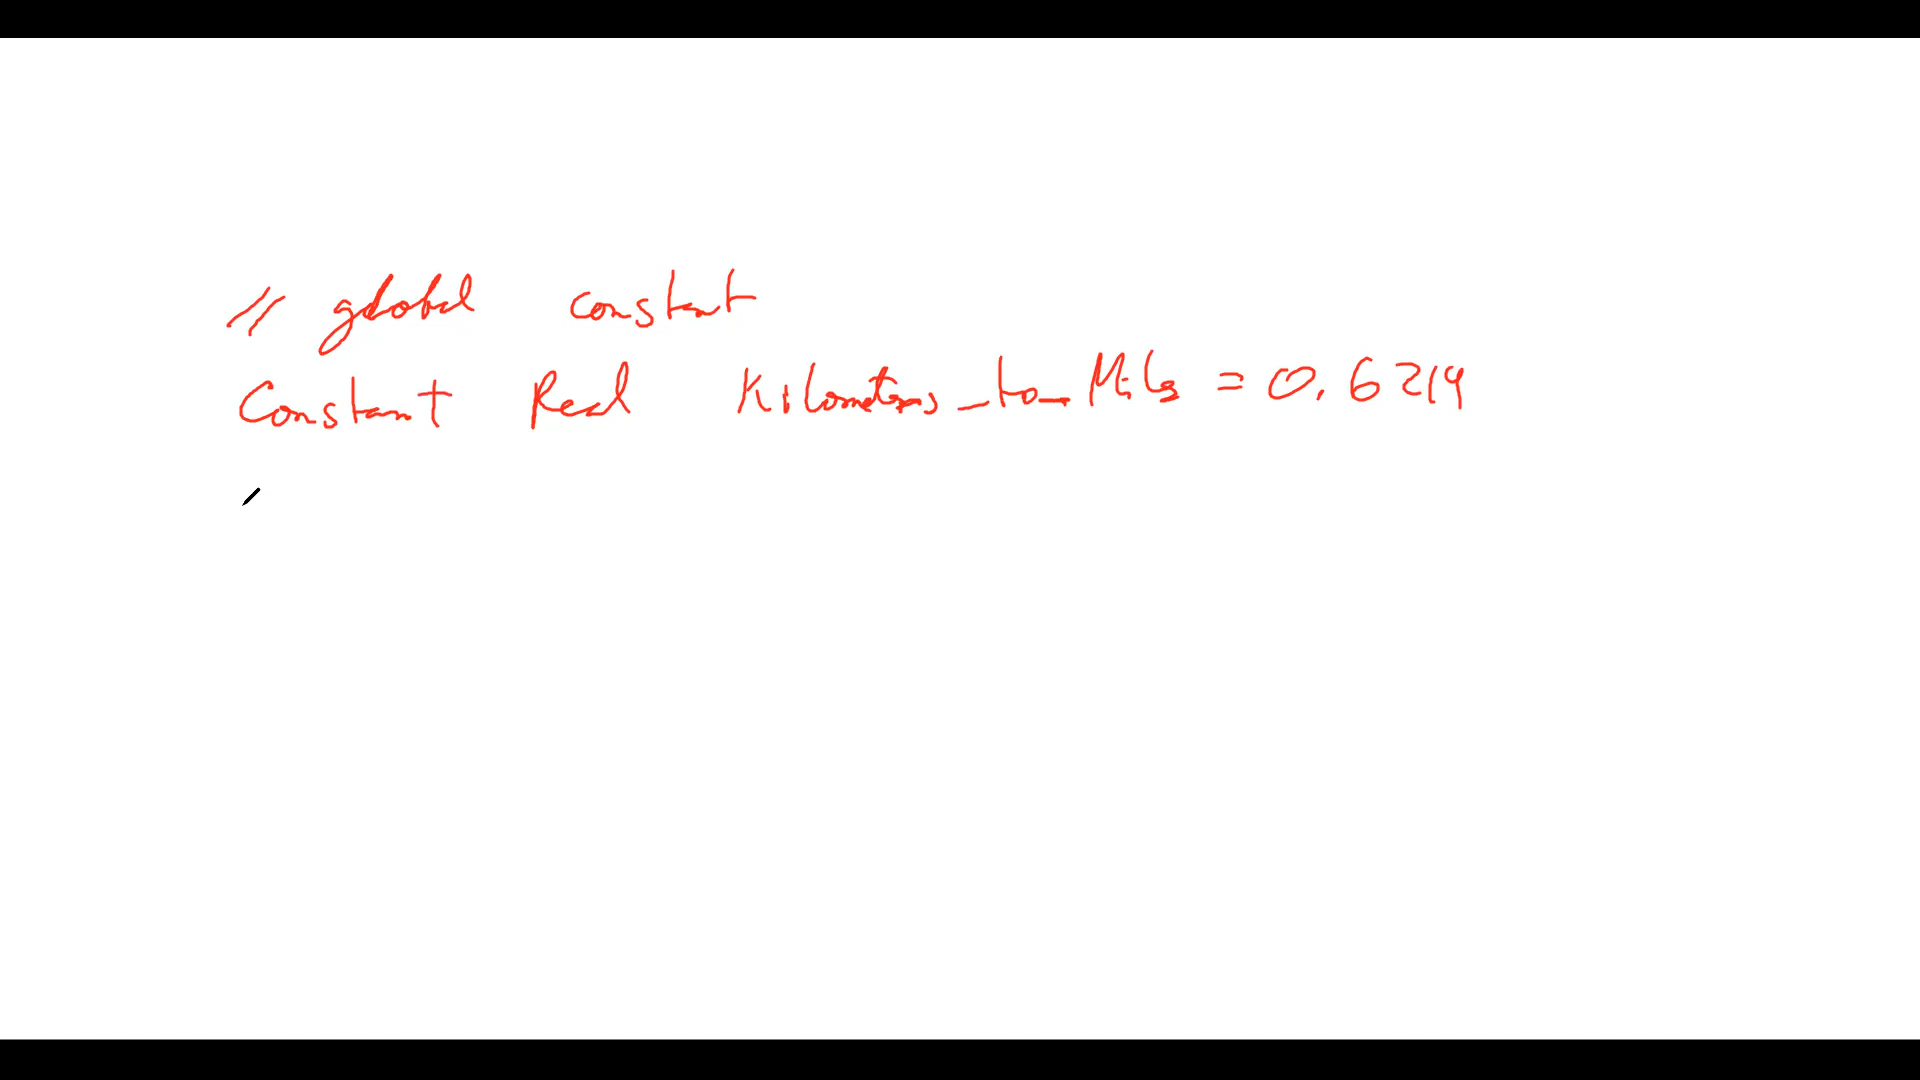 // global constant
Constant Real Kilometers_to_Miles = 0.6214